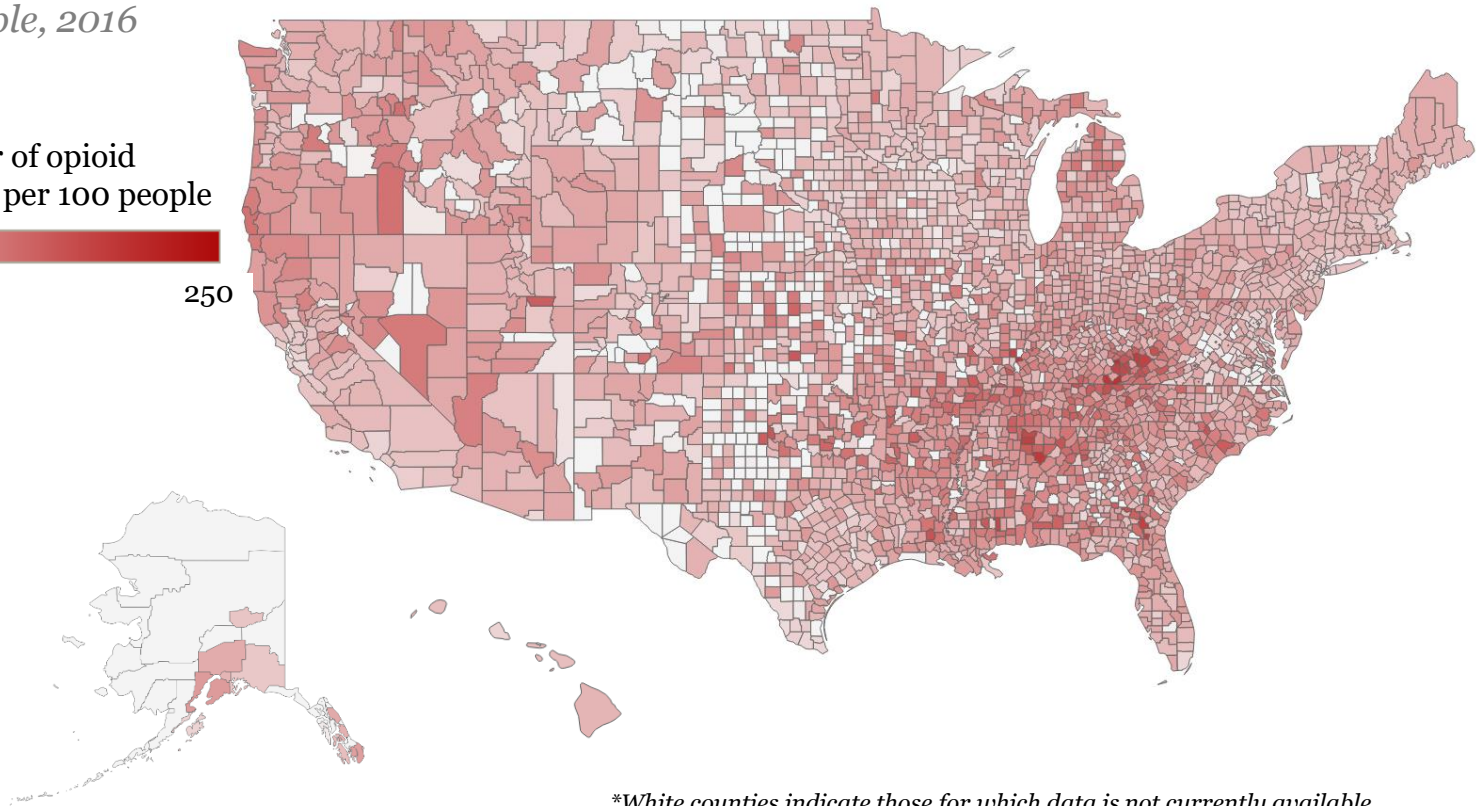 ple, 2016
r of opioid
per 100 people
250
*White counties indicate those for which data is not currently available